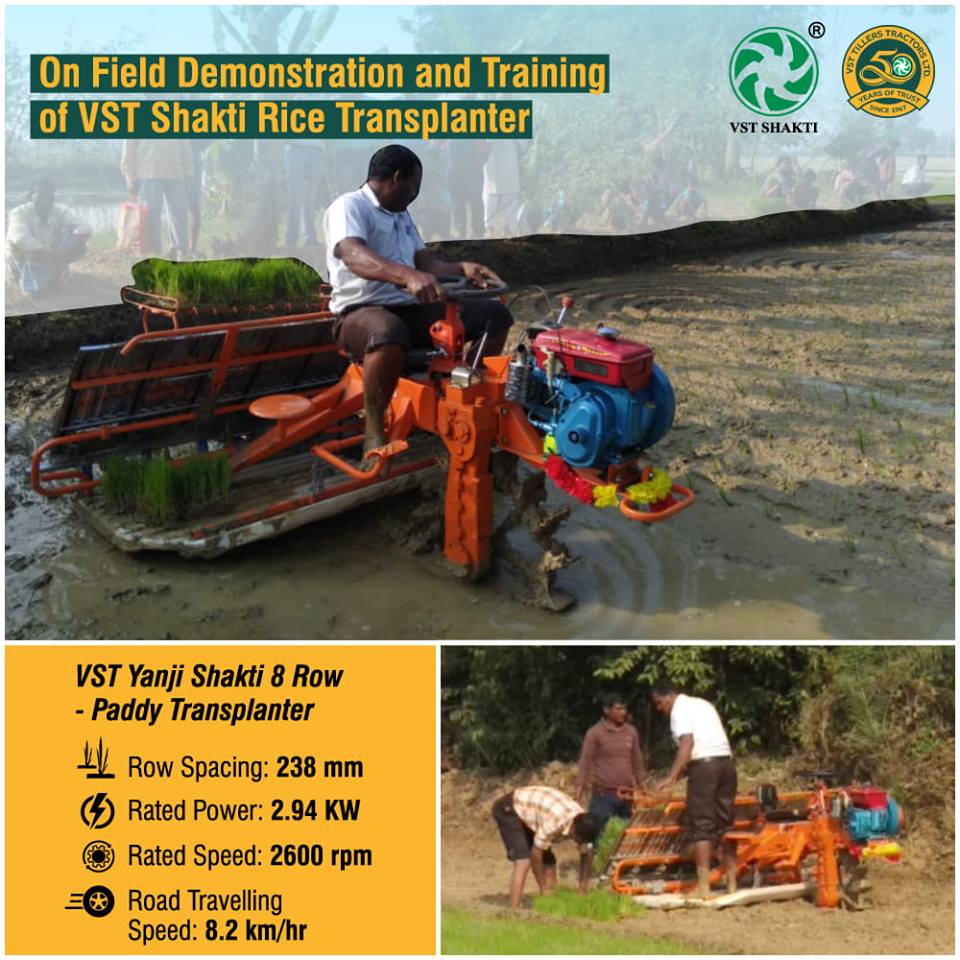 On Field Demonstration and Training
of VST Shakti Rice Transplanter
®
VST SHAKTI
VST TILLERS TRACTORS LTD.
50
YEARS OF TRUST
SINCE 1967
VST Yanji Shakti 8 Row
- Paddy Transplanter
Row Spacing: 238 mm
Rated Power: 2.94 KW
Rated Speed: 2600 rpm
Road Travelling
Speed: 8.2 km/hr